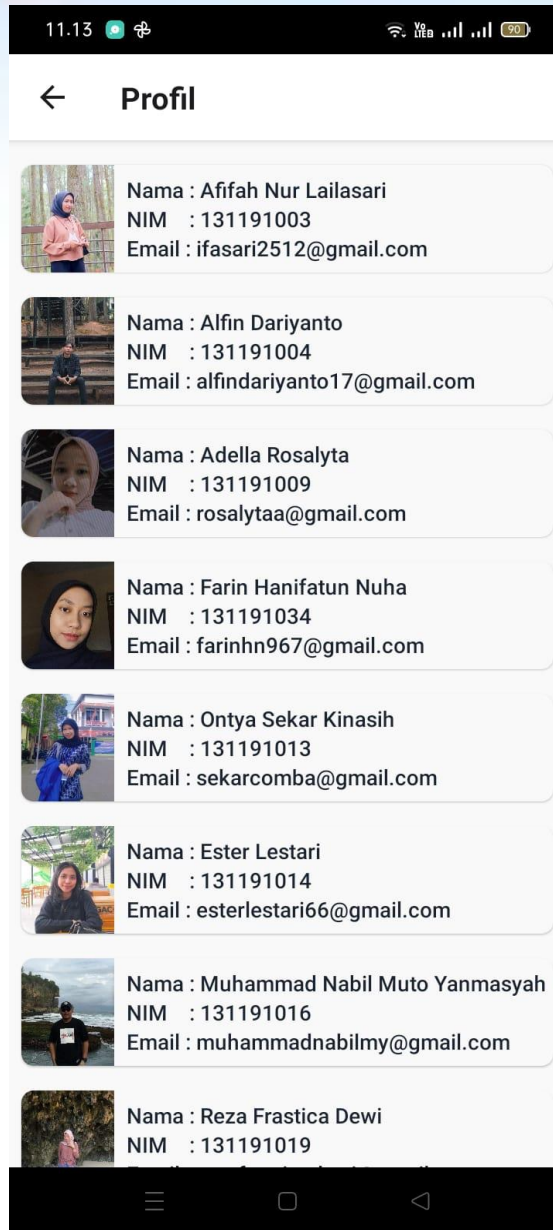 11.13
Vo
LTE 90
Profil
Nama : Afifah Nur Lailasari
NIM : 131191003
Email : ifasari2512@gmail.com
Nama : Alfin Dariyanto
NIM : 131191004
Email : alfindariyanto17@gmail.com
Nama : Adella Rosalyta
NIM : 131191009
Email : rosalytaa@gmail.com
Nama : Farin Hanifatun Nuha
NIM : 131191034
Email : farinhn967@gmail.com
Nama : Ontya Sekar Kinasih
NIM : 131191013
Email : sekarcomba@gmail.com
Nama : Ester Lestari
NIM : 131191014
Email : esterlestari66@gmail.com
Nama : Muhammad Nabil Muto Yanmasyah
NIM : 131191016
Email : muhammadnabilmy@gmail.com
Nama : Reza Frastica Dewi
NIM : 131191019